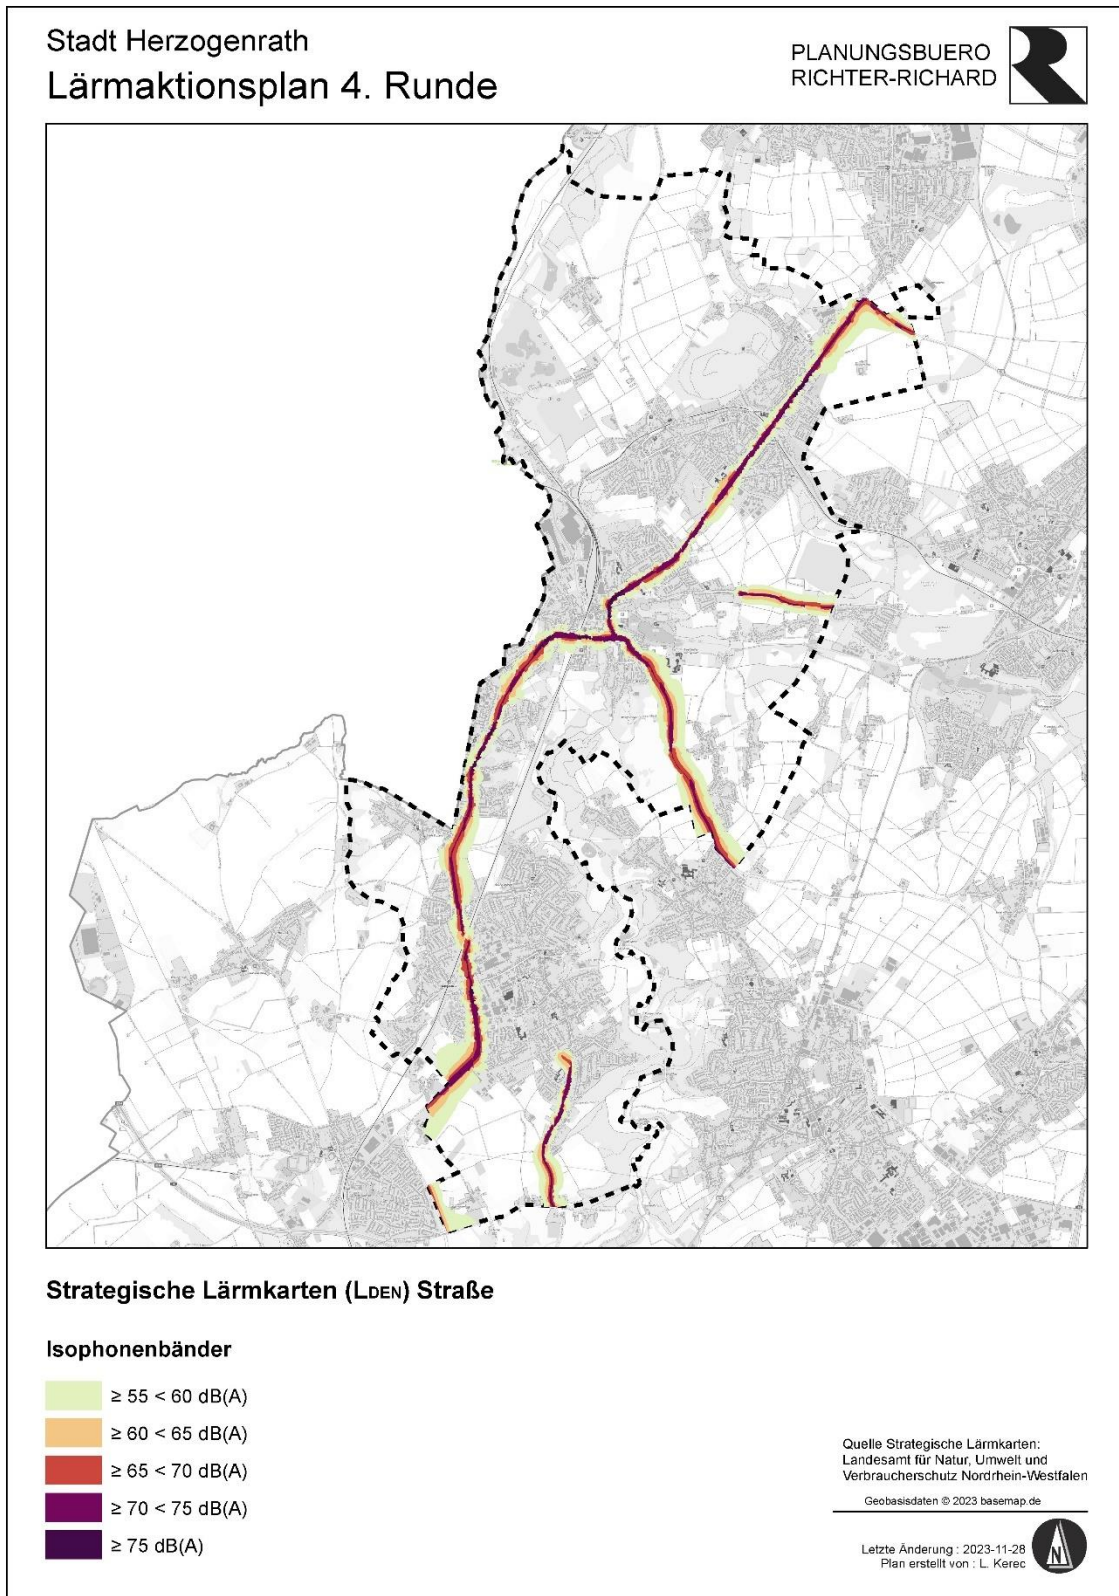 Stadt Herzogenrath
Lärmaktionsplan 4. Runde
PLANUNGSBUERO
RICHTER-RICHARD
Strategische Lärmkarten (LDEN) Straße
Isophonenbänder
≥ 55 < 60 dB(A)
≥ 60 < 65 dB(A)
≥ 65 < 70 dB(A)
≥ 70 < 75 dB(A)
≥ 75 dB(A)
Quelle Strategische Lärmkarten:
Landesamt für Natur, Umwelt und
Verbraucherschutz Nordrhein-Westfalen
Geobasisdaten © 2023 basemap.de
Letzte Änderung : 2023-11-28
Plan erstellt von : L. Kerec
N